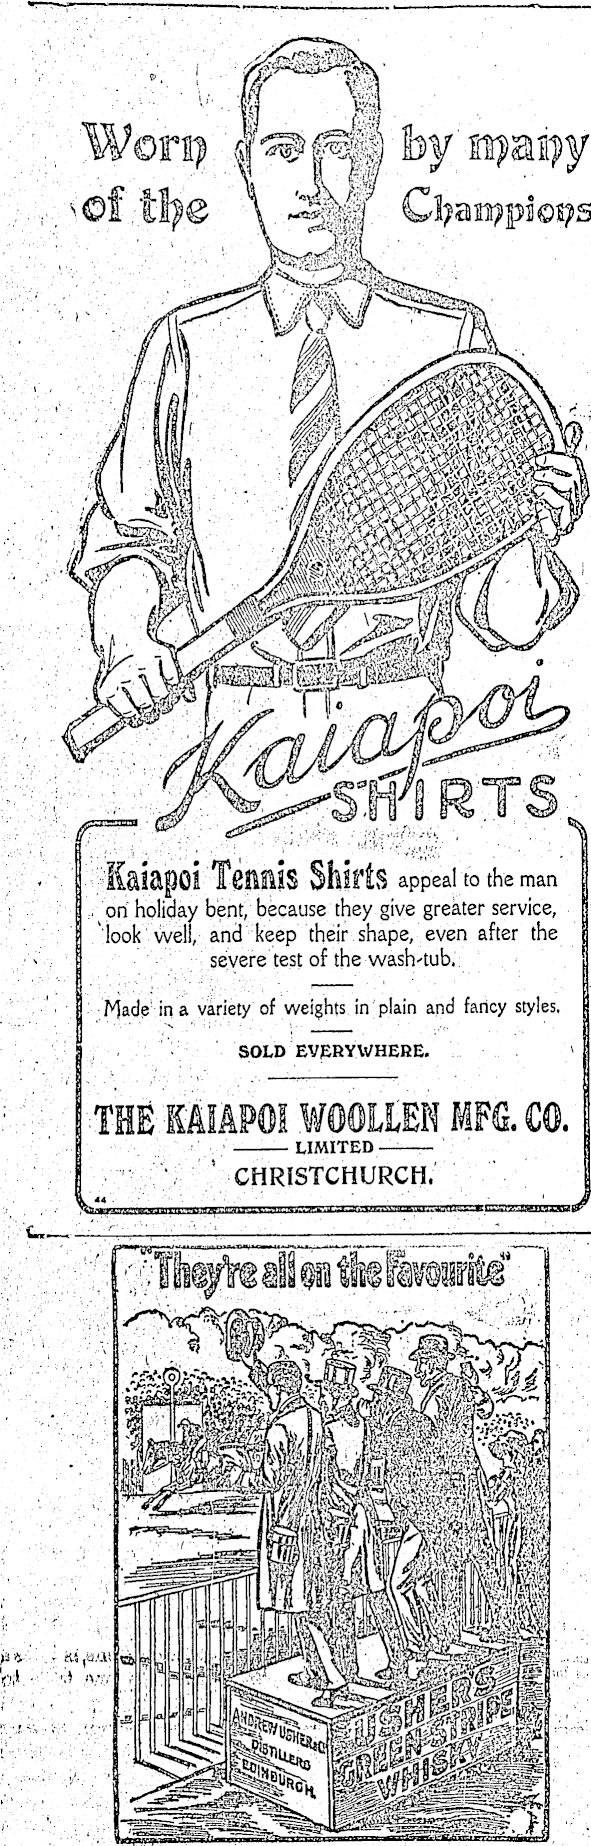 Worn by many
of the Champions
Kaiapoi
SHIRTS
Kaiapoi Tennis Shirts appeal to the man
on holiday bent, because they give greater service,
look well, and keep their shape, even after the
severe test of the wash-tub.
Made in a variety of weights in plain and fancy styles.
SOLD EVERYWHERE.
THE KAIAPOI WOOLLEN MFG. CO.
LIMITED
CHRISTCHURCH.
44
"They're all on the Favourite"
ANDREW USHER & Co
DISTILLERS
EDINBURGH
USHERS
GREEN STRIPE
WHISKY